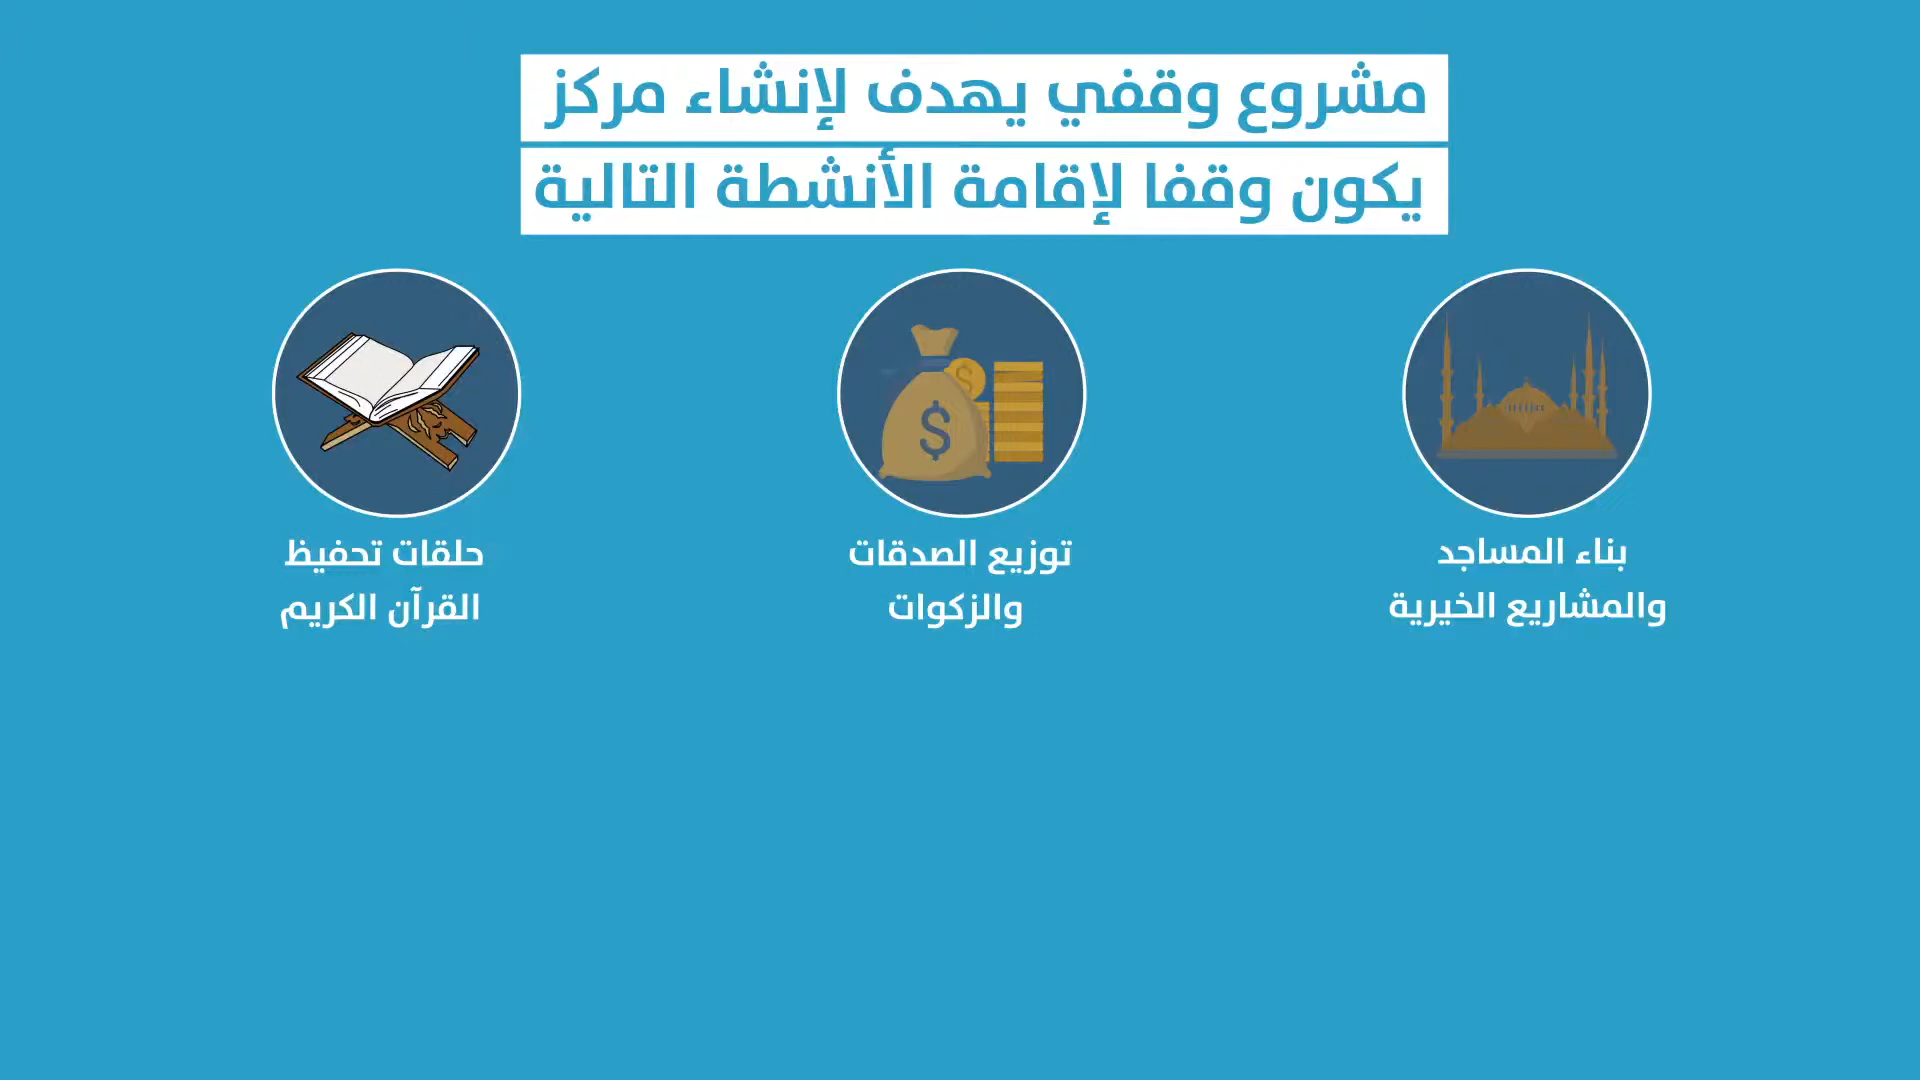 مشروع وقفي يهدف لإنشاء مركز
يكون وقفا لإقامة الأنشطة التالية
بناء المساجد
والمشاريع الخيرية
توزيع الصدقات
والزكوات
حلقات تحفيظ
القرآن الكريم